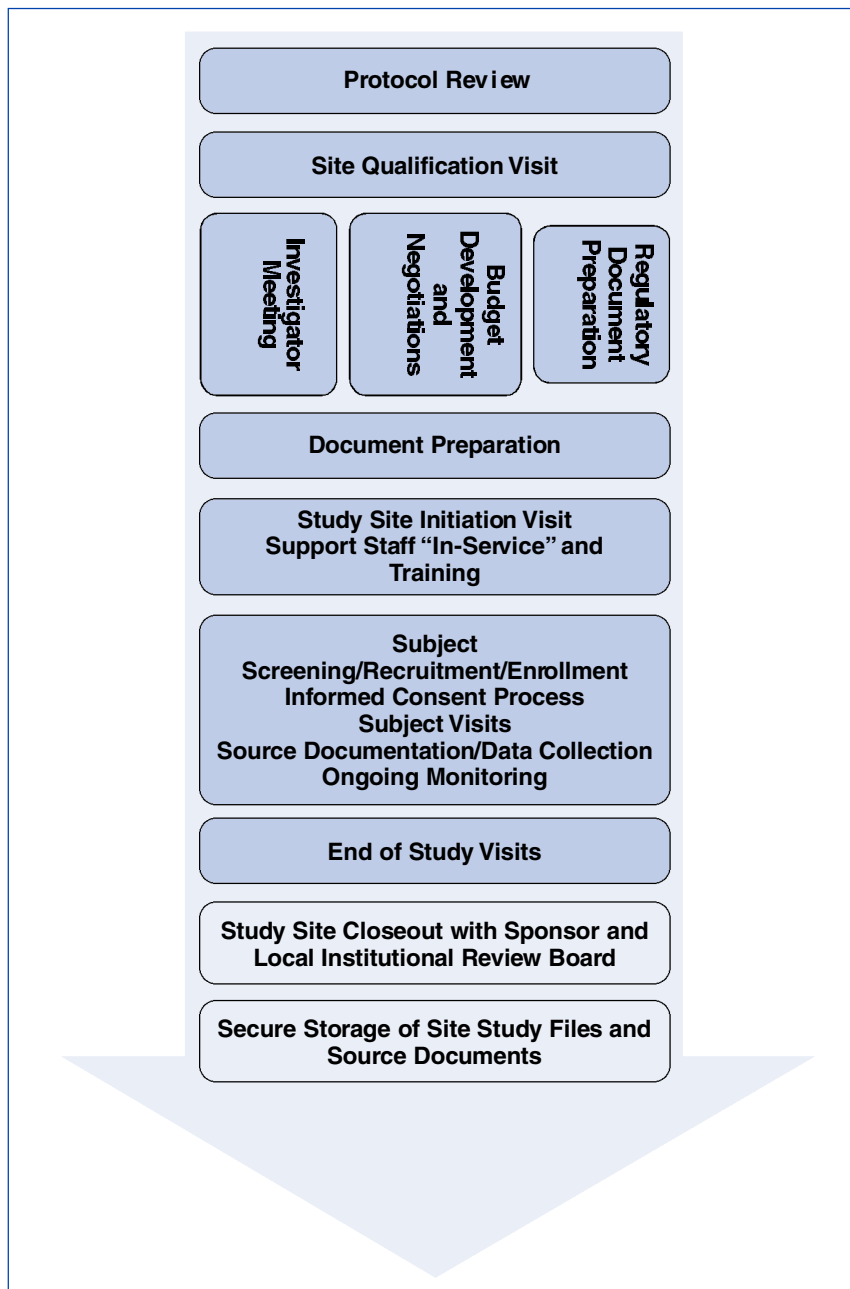 Protocol Review
Site Qualification Visit
Investigator
Meeting
Budget
Development
and
Negotiations
Regulatory
Document
Preparation
Document Preparation
Study Site Initiation Visit
Support Staff “In-Service” and
Training
Subject
Screening/Recruitment/Enrollment
Informed Consent Process
Subject Visits
Source Documentation/Data Collection
Ongoing Monitoring
End of Study Visits
Study Site Closeout with Sponsor and
Local Institutional Review Board
Secure Storage of Site Study Files and
Source Documents